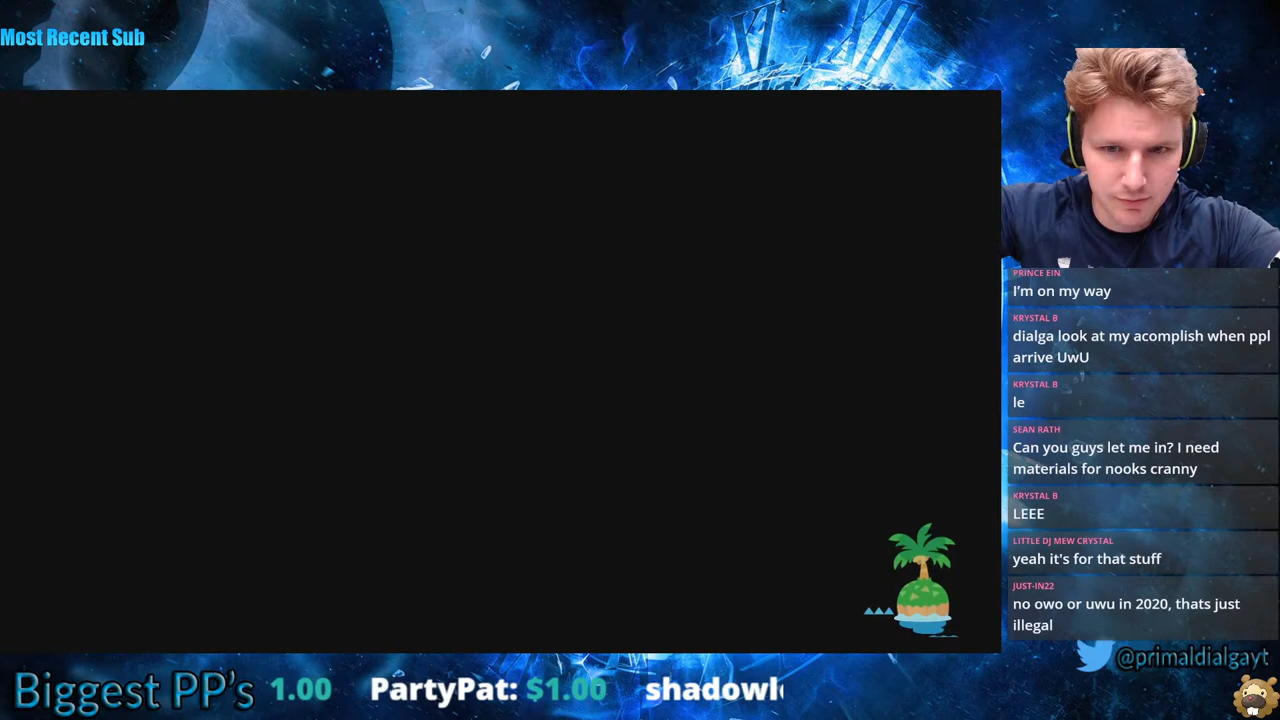 Most Recent Sub
PRINCE EIN
I'm on my way
KRYSTAL B
dialga look at my acomplish when ppl
arrive UwU
KRYSTAL B
le
SEAN RATH
Can you guys let me in? I need
materials for nooks cranny
KRYSTAL B
LEEE
LITTLE DJ MEW CRYSTAL
yeah it's for that stuff
JUST-IN22
no owo or uwu in 2020, thats just
illegal
@primaldialgayt
Biggest PP's 1.00 PartyPat: $1.00